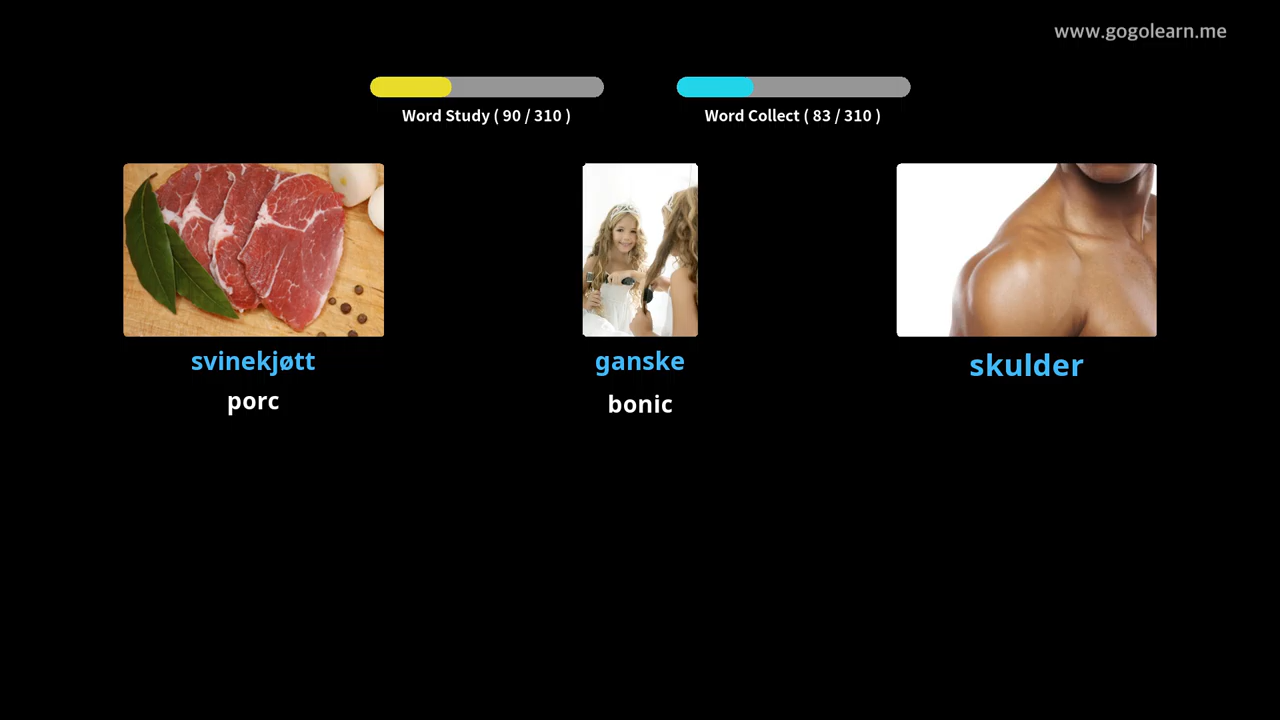 www.gogolearn.me
Word Study ( 90 / 310 )
Word Collect ( 83 / 310 )
svinekjøtt
porc
ganske
bonic
skulder